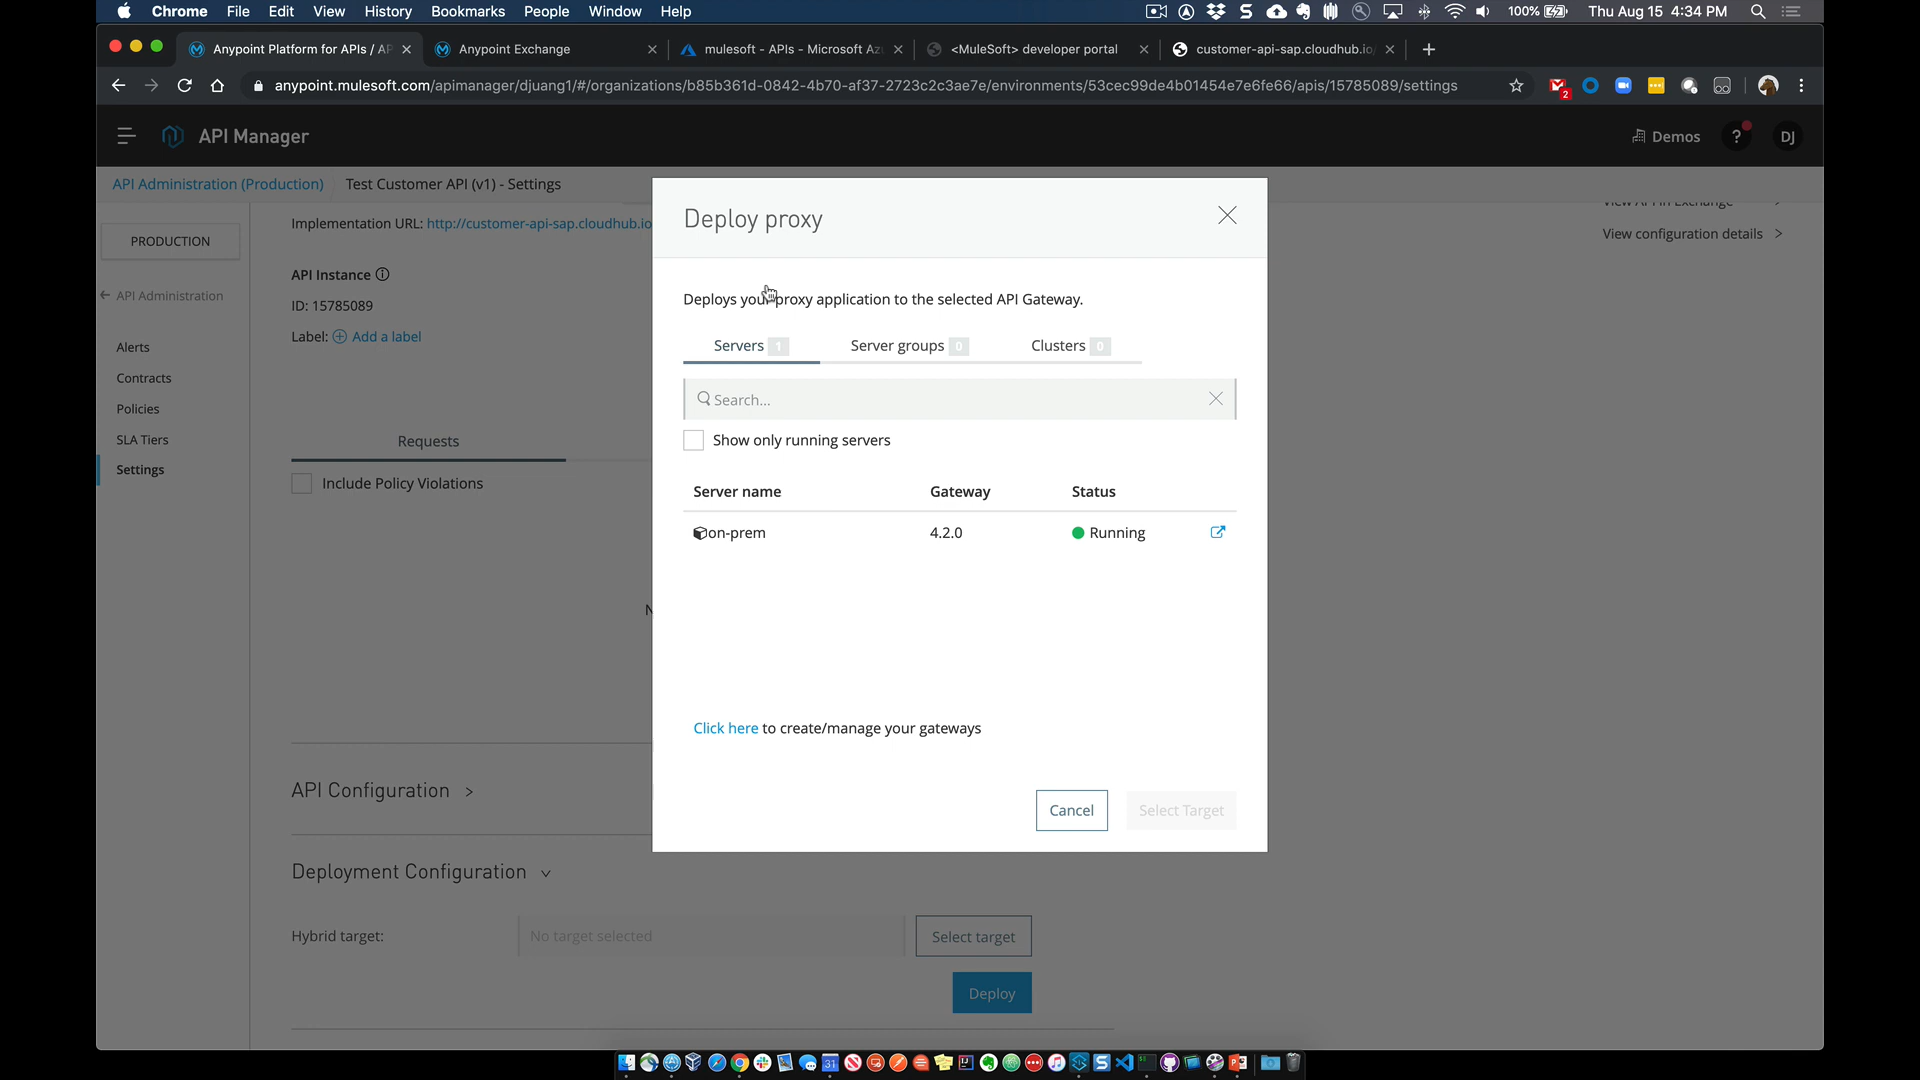 Chrome File Edit View History Bookmarks People Window Help 100% Thu Aug 15 4:34 PM
Anypoint Platform for APIs / AP
Anypoint Exchange
mulesoft - APIs - Microsoft Az
<MuleSoft> developer portal
customer-api-sap.cloudhub.io/
anypoint.mulesoft.com/apimanager/djuang1/#/organizations/b85b361d-0842-4b70-af37-2723c2c3ae7e/environments/53cec99de4b01454e7e6fe66/apis/15785089/settings
2
API Manager
Demos
?
DJ
API Administration (Production)
Test Customer API (v1) - Settings
View API in Exchange >
Implementation URL: http://customer-api-sap.cloudhub.io
View configuration details >
PRODUCTION
API Instance
API Administration
ID: 15785089
Label: Add a label
Alerts
Contracts
Policies
SLA Tiers
Settings
Requests
Include Policy Violations
N
API Configuration >
Deployment Configuration
Hybrid target:
No target selected
Select target
Deploy
Deploy proxy
Deploys your proxy application to the selected API Gateway.
Servers 1
Server groups 0
Clusters 0
Search...
Show only running servers
Server name Gateway Status
on-prem 4.2.0 Running
Click here to create/manage your gateways
Cancel
Select Target
31